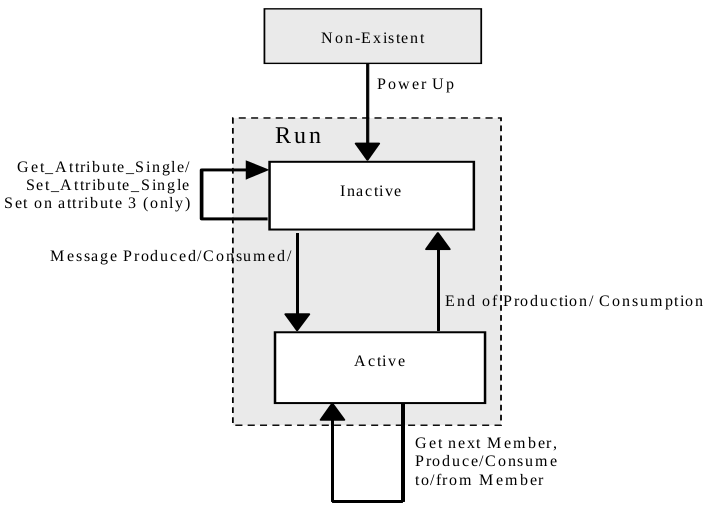 Non-Existent
Power Up
Run
Get_Attribute_Single/
Set_Attribute_Single
Set on attribute 3 (only)
Inactive
Message Produced/Consumed/
End of Production/ Consumption
Active
Get next Member,
Produce/Consume
to/from Member